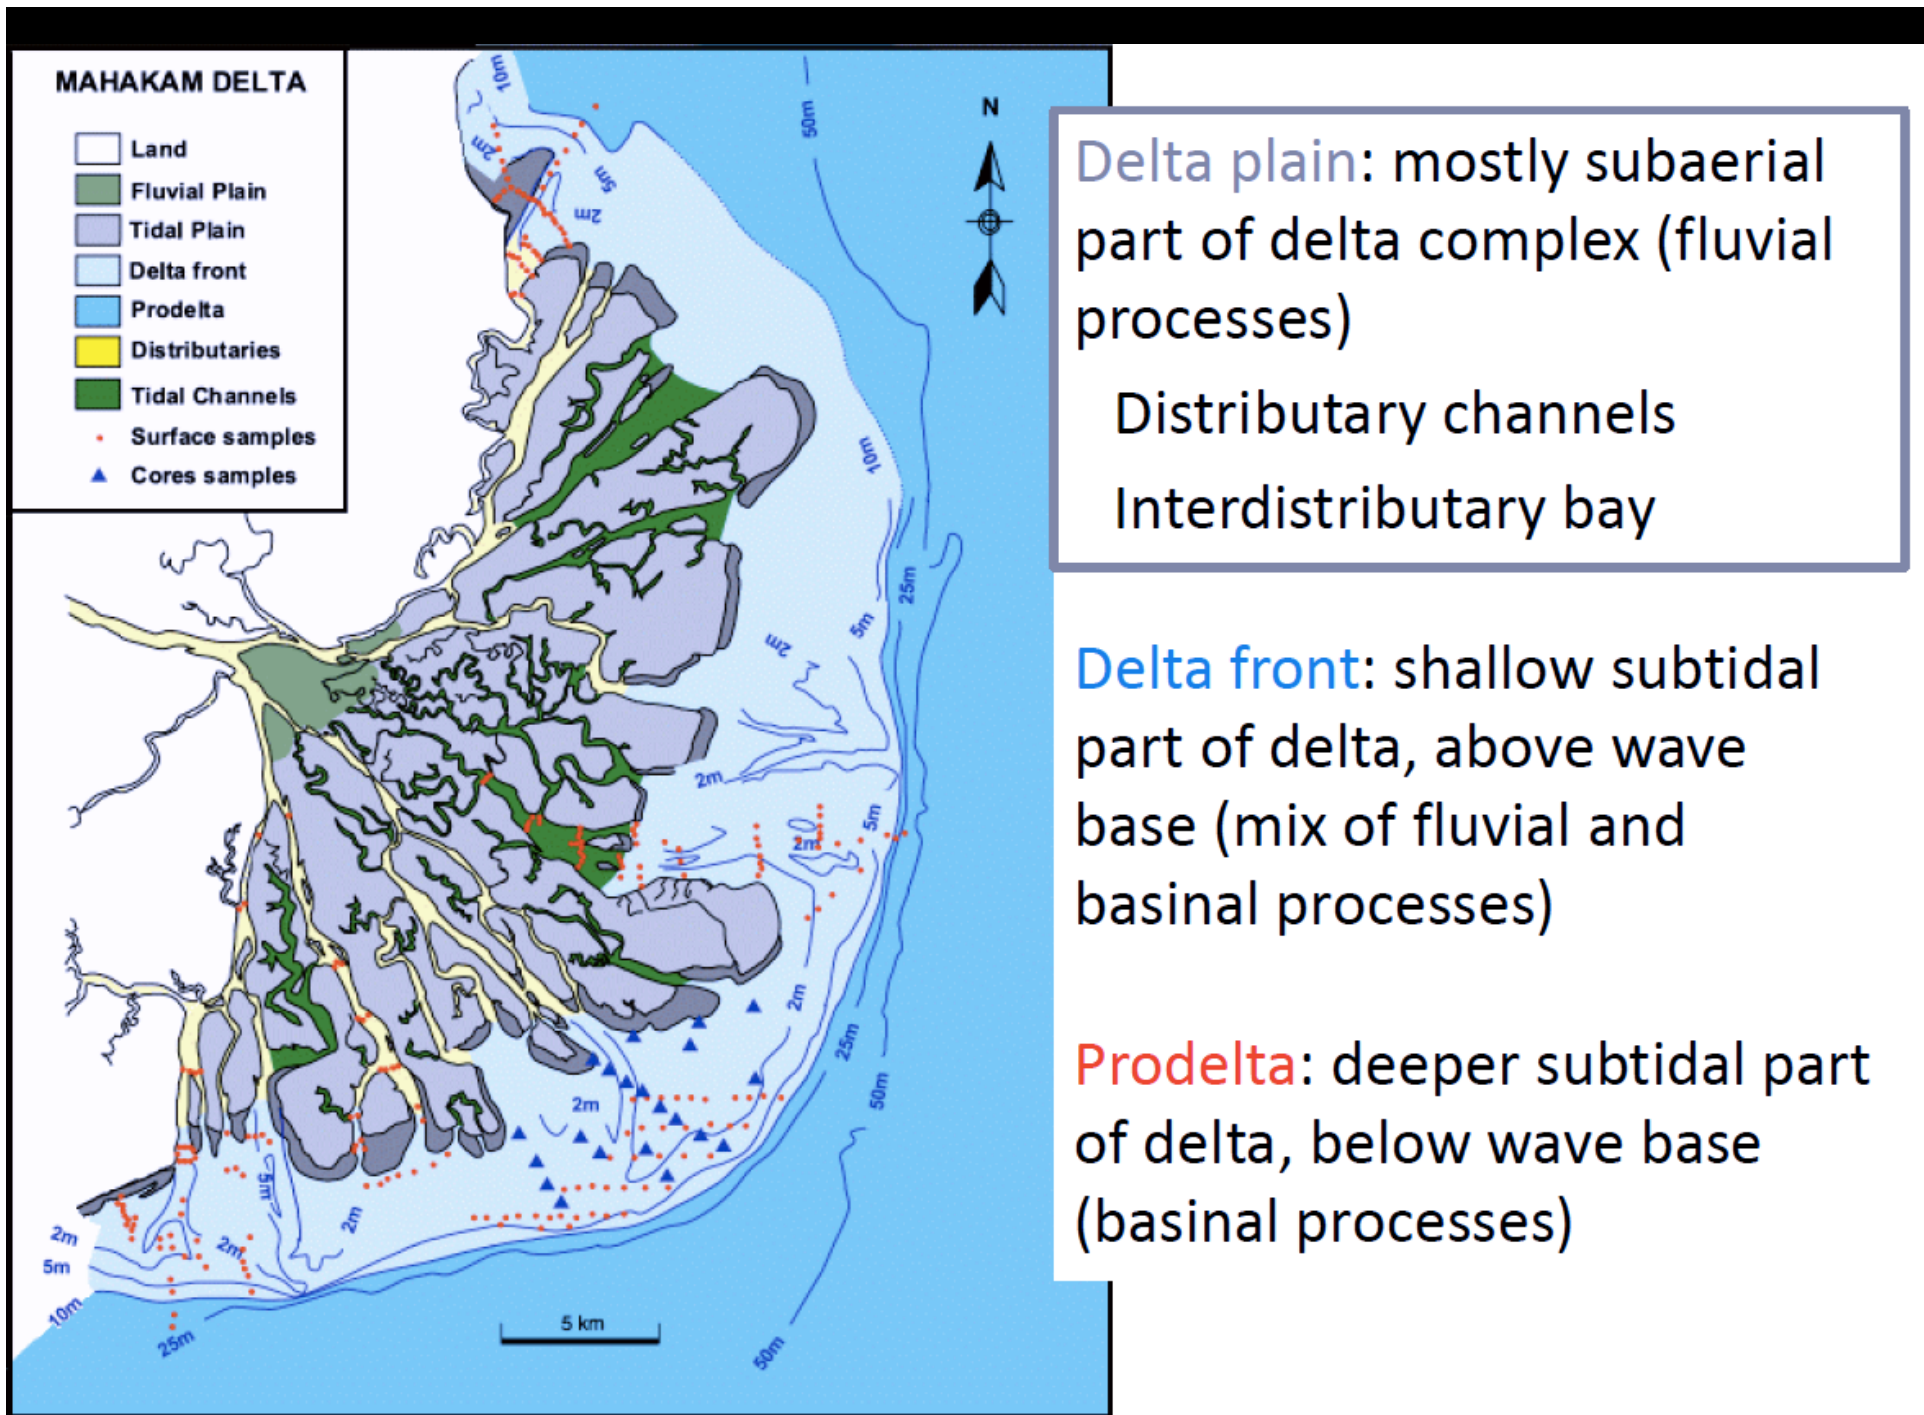 MAHAKAM DELTA
Land
Fluvial Plain
Tidal Plain
Delta front
Prodelta
Distributaries
Tidal Channels
Surface samples
Cores samples
10m
2m
5m
2m
50m
N
10m
25m
5m
2m
2m
5m
2m
2m
25m
50m
2m
5m
2m
2m
2m
5m
10m
25m
50m
5 km
Delta plain: mostly subaerial
part of delta complex (fluvial
processes)
Distributary channels
Interdistributary bay
Delta front: shallow subtidal
part of delta, above wave
base (mix of fluvial and
basinal processes)
Prodelta: deeper subtidal part
of delta, below wave base
(basinal processes)